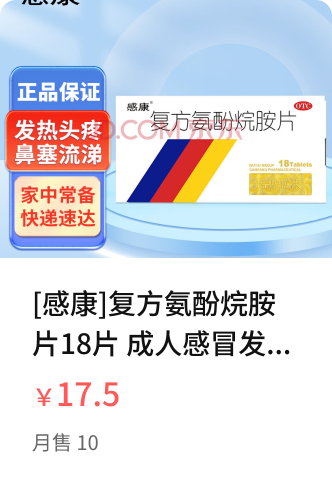 感康
正品保证
发热头疼
鼻塞流涕
家中常备
快递速达
感康
OTC
复方氨酚烷胺片
18Tablets
[感康]复方氨酚烷胺
片18片 成人感冒发...
¥17.5
月售 10